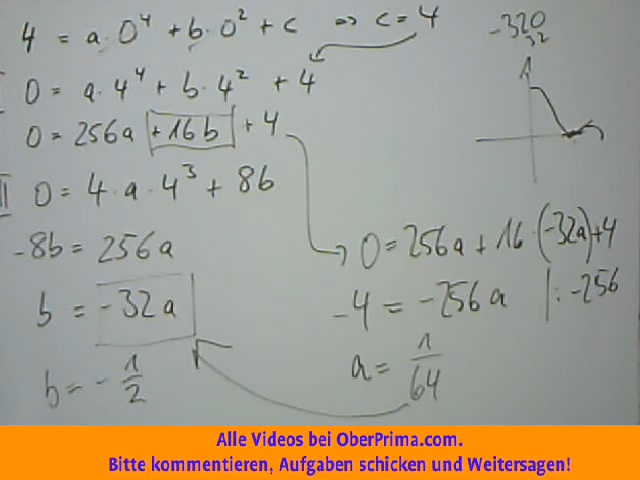 4 = a·0⁴ + b·0² + c ⇒ c = 4
-320
32
I 0 = a·4⁴ + b·4² + 4
0 = 256a + 16b + 4
II 0 = 4·a·4³ + 8b
-8b = 256a
b = -32a
b = - 1/2
0 = 256a + 16·(-32a) + 4
-4 = -256a |: -256
a = 1/64
Alle Videos bei OberPrima.com.
Bitte kommentieren, Aufgaben schicken und Weitersagen!